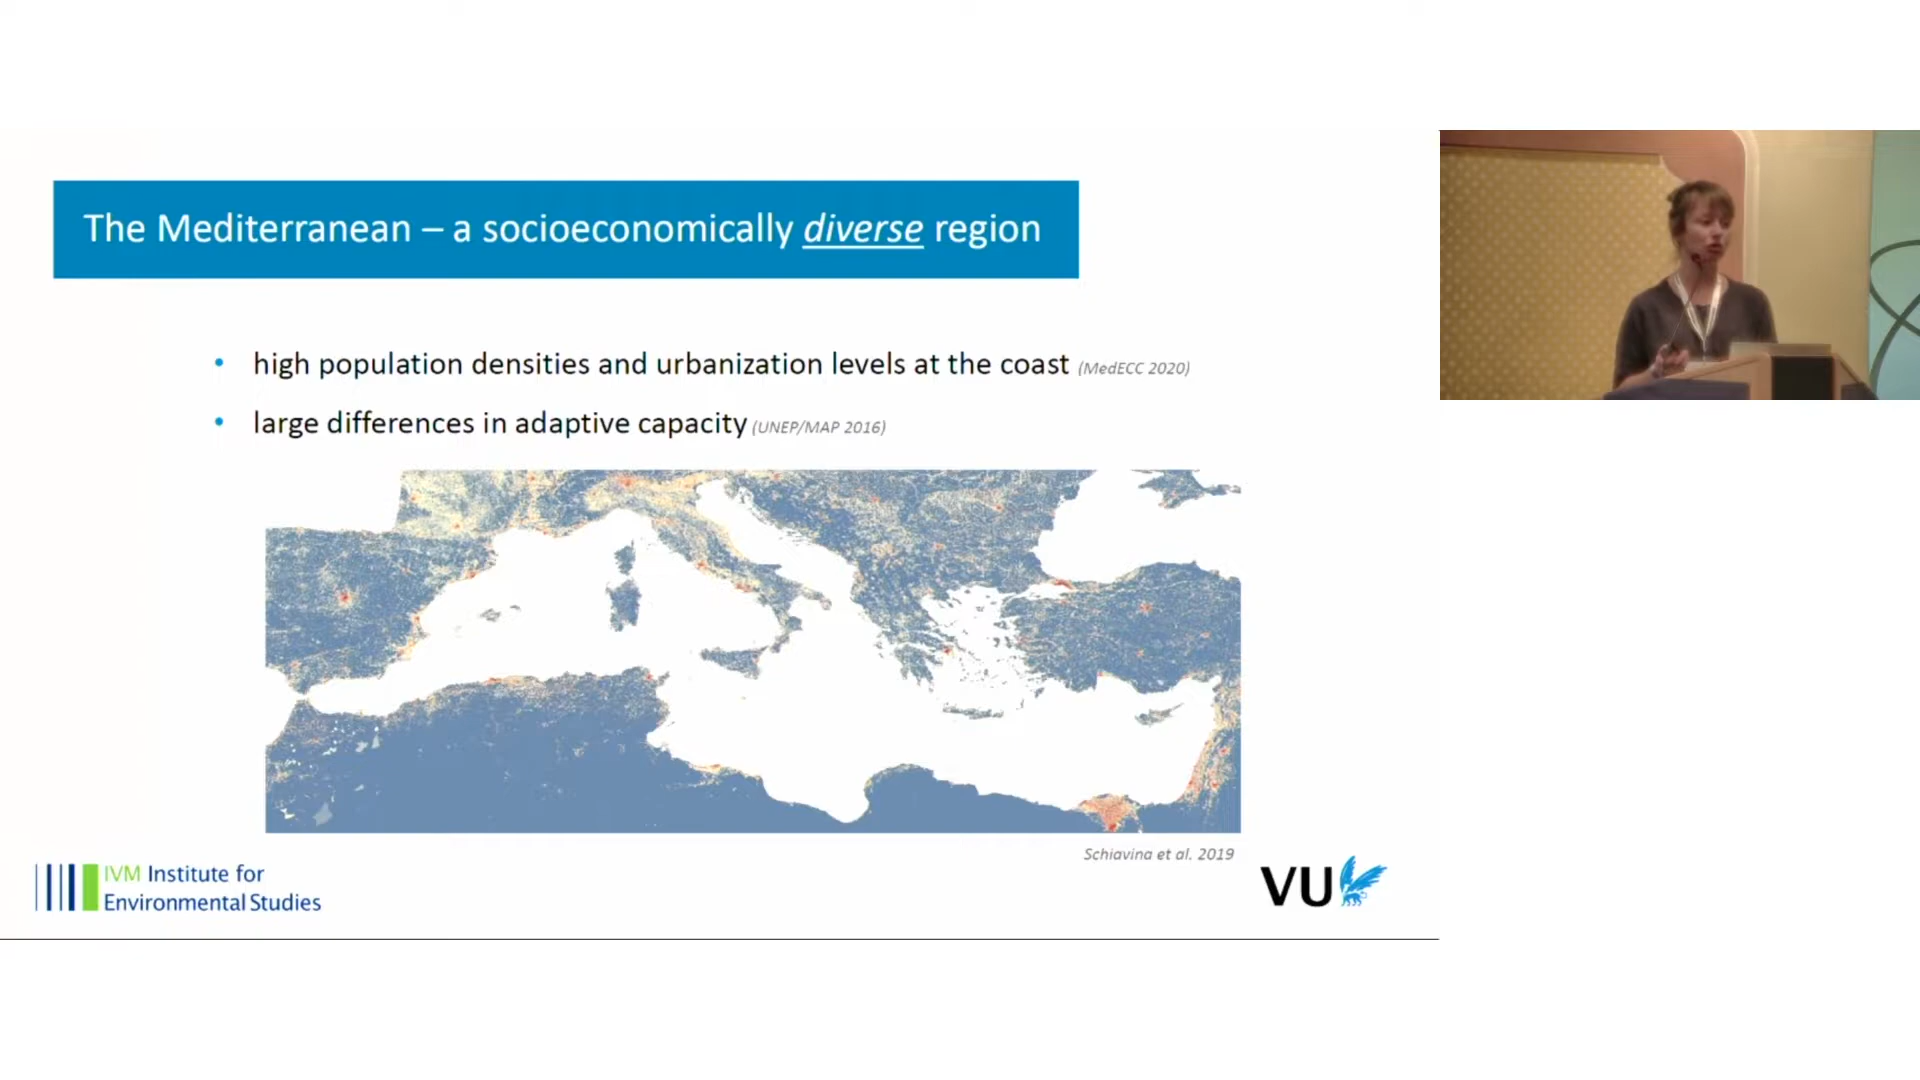 The Mediterranean – a socioeconomically diverse region
• high population densities and urbanization levels at the coast (MedECC 2020)
• large differences in adaptive capacity (UNEP/MAP 2016)
Schiavina et al. 2019
IVM Institute for
Environmental Studies
VU